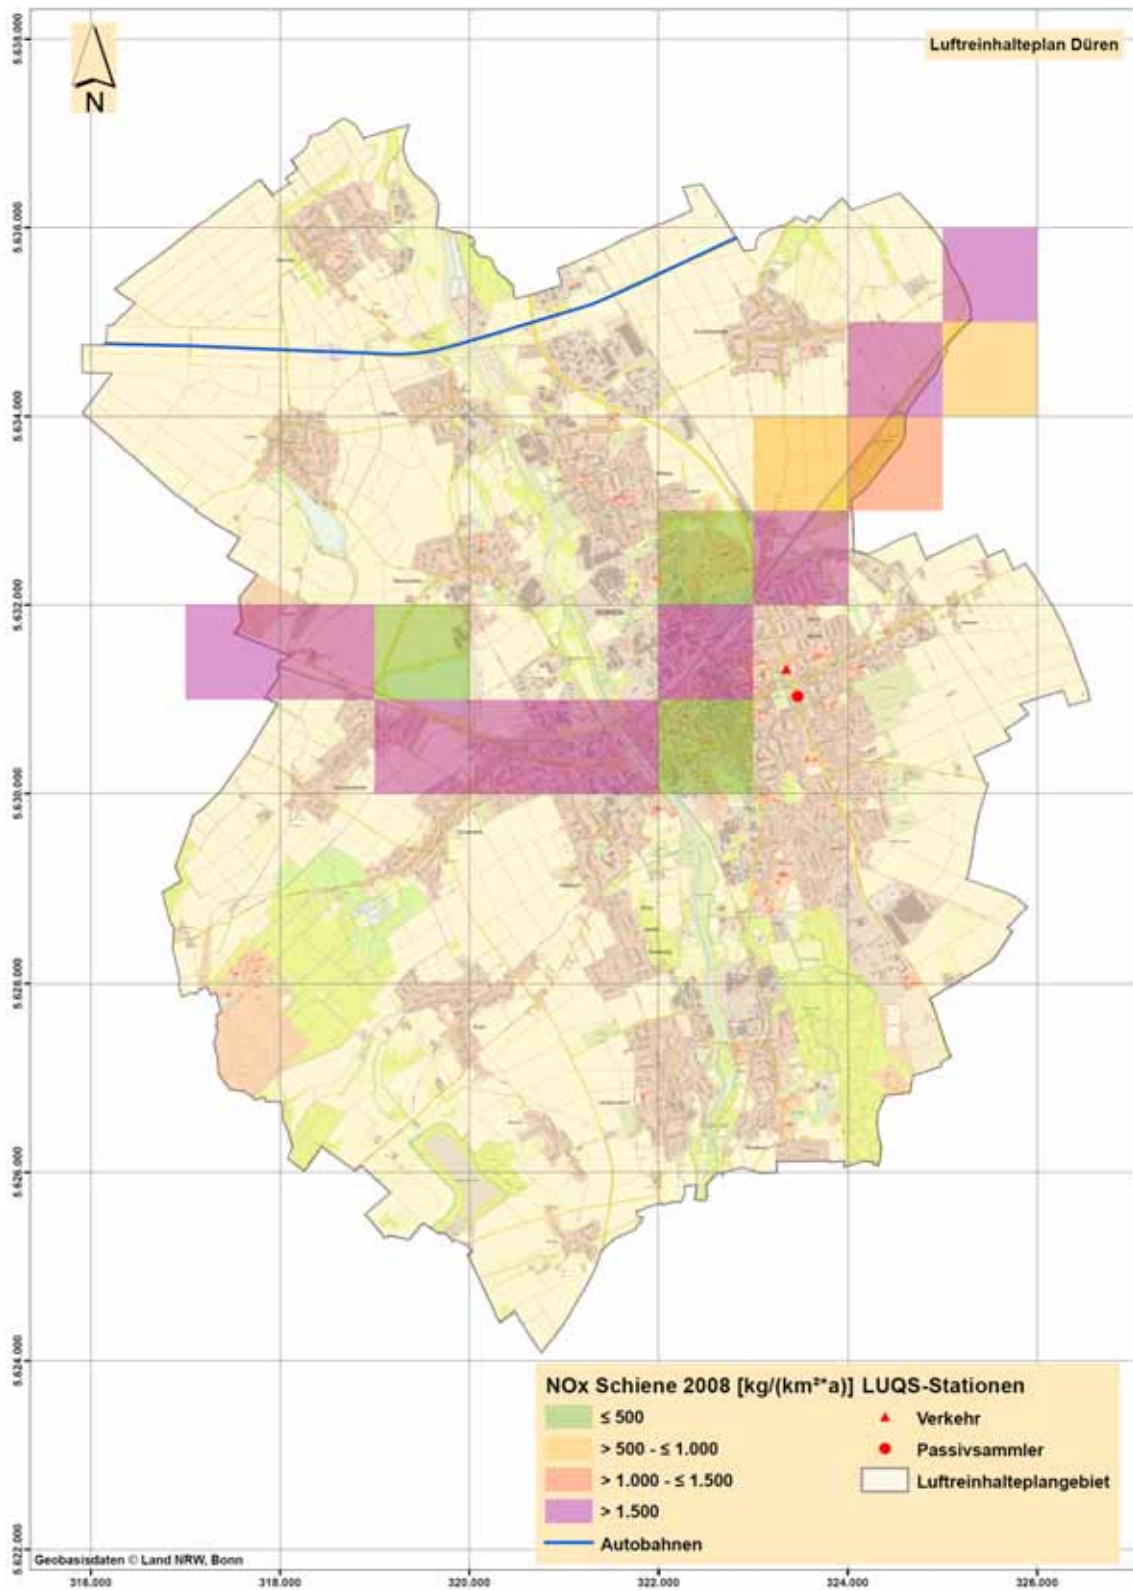 Luftreinhalteplan Düren
N
5.638.000
5.636.000
5.634.000
5.632.000
5.630.000
5.628.000
5.626.000
5.624.000
5.622.000
NOx Schiene 2008 [kg/(km²*a)]
≤ 500
> 500 - ≤ 1.000
> 1.000 - ≤ 1.500
> 1.500
Autobahnen
LUQS-Stationen
Verkehr
Passivsammler
Luftreinhalteplangebiet
Geobasisdaten © Land NRW, Bonn
316.000
318.000
320.000
322.000
324.000
326.000